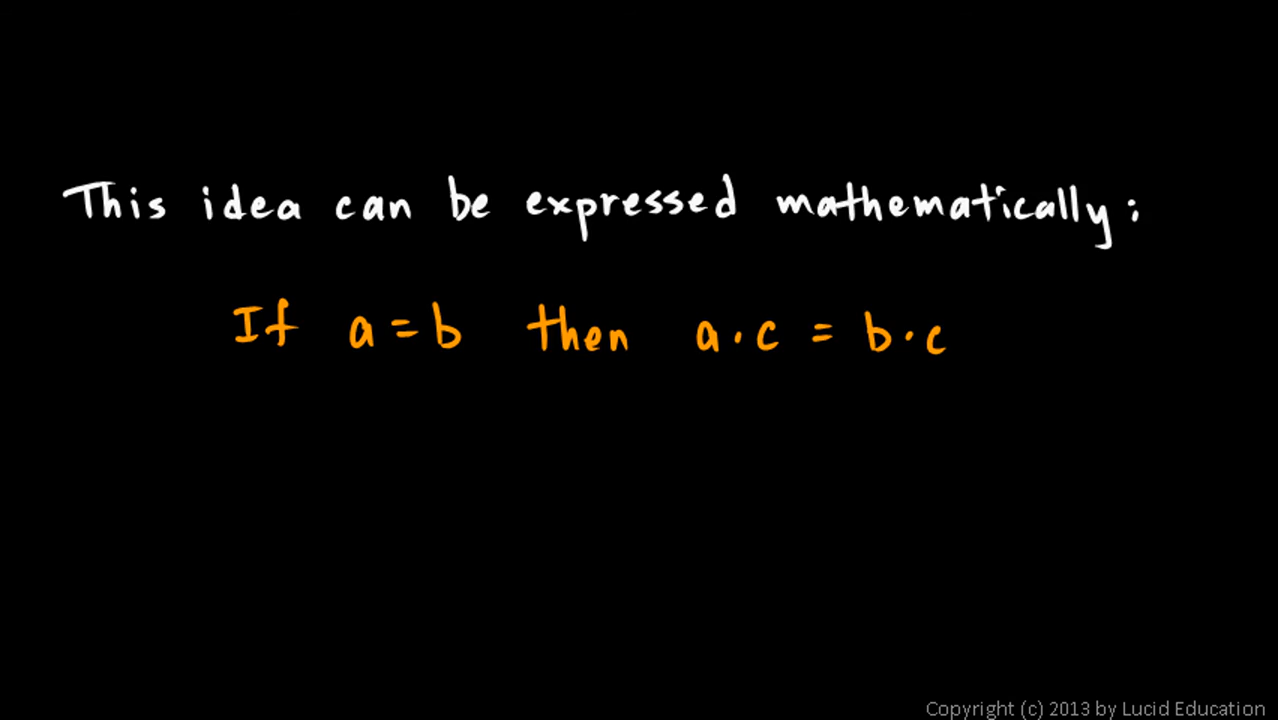 This idea can be expressed mathematically:
If a = b then a · c = b · c
Copyright (c) 2013 by Lucid Education